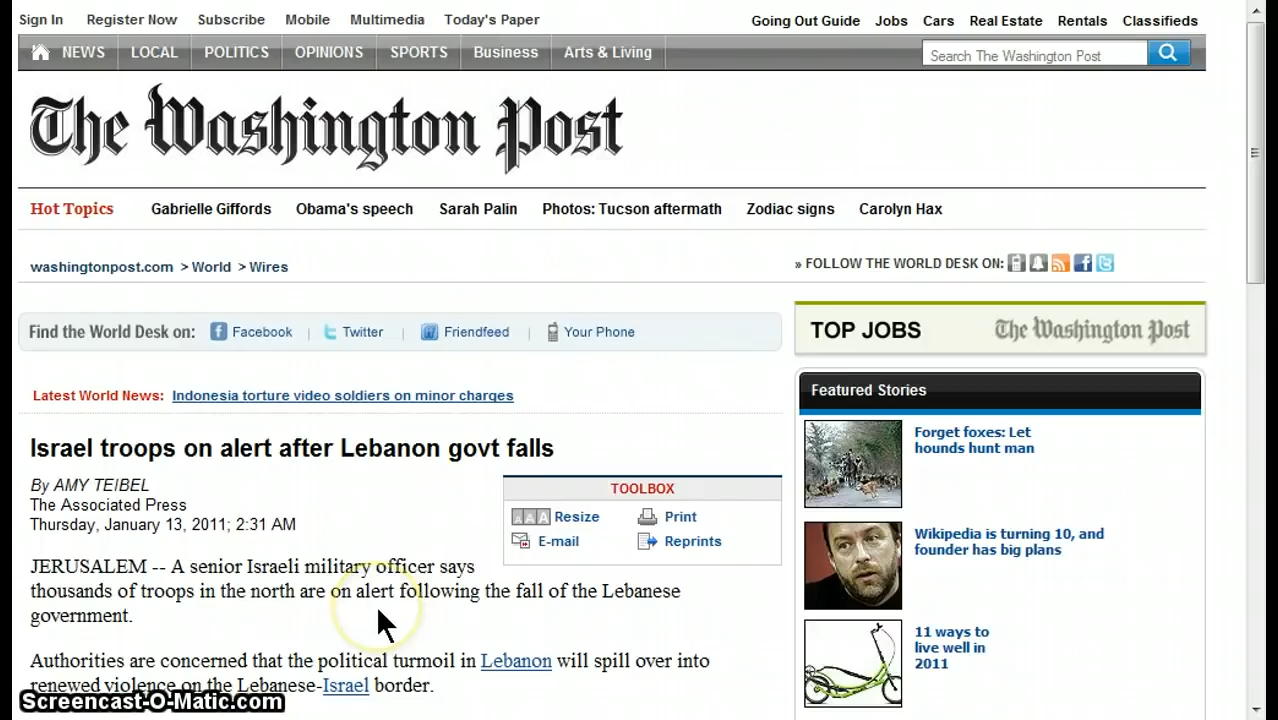 Sign In Register Now Subscribe Mobile Multimedia Today's Paper
Going Out Guide Jobs Cars Real Estate Rentals Classifieds
NEWS LOCAL POLITICS OPINIONS SPORTS Business Arts & Living
Search The Washington Post
The Washington Post
Hot Topics Gabrielle Giffords Obama's speech Sarah Palin Photos: Tucson aftermath Zodiac signs Carolyn Hax
washingtonpost.com > World > Wires
» FOLLOW THE WORLD DESK ON:
Find the World Desk on: Facebook | Twitter | Friendfeed | Your Phone
TOP JOBS The Washington Post
Latest World News: Indonesia torture video soldiers on minor charges
Israel troops on alert after Lebanon govt falls
By AMY TEIBEL
The Associated Press
Thursday, January 13, 2011; 2:31 AM
TOOLBOX
AAA Resize Print
E-mail Reprints
JERUSALEM -- A senior Israeli military officer says
thousands of troops in the north are on alert following the fall of the Lebanese
government.
Authorities are concerned that the political turmoil in Lebanon will spill over into
renewed violence on the Lebanese-Israel border.
Featured Stories
Forget foxes: Let
hounds hunt man
Wikipedia is turning 10, and
founder has big plans
11 ways to
live well in
2011
Screencast-O-Matic.com